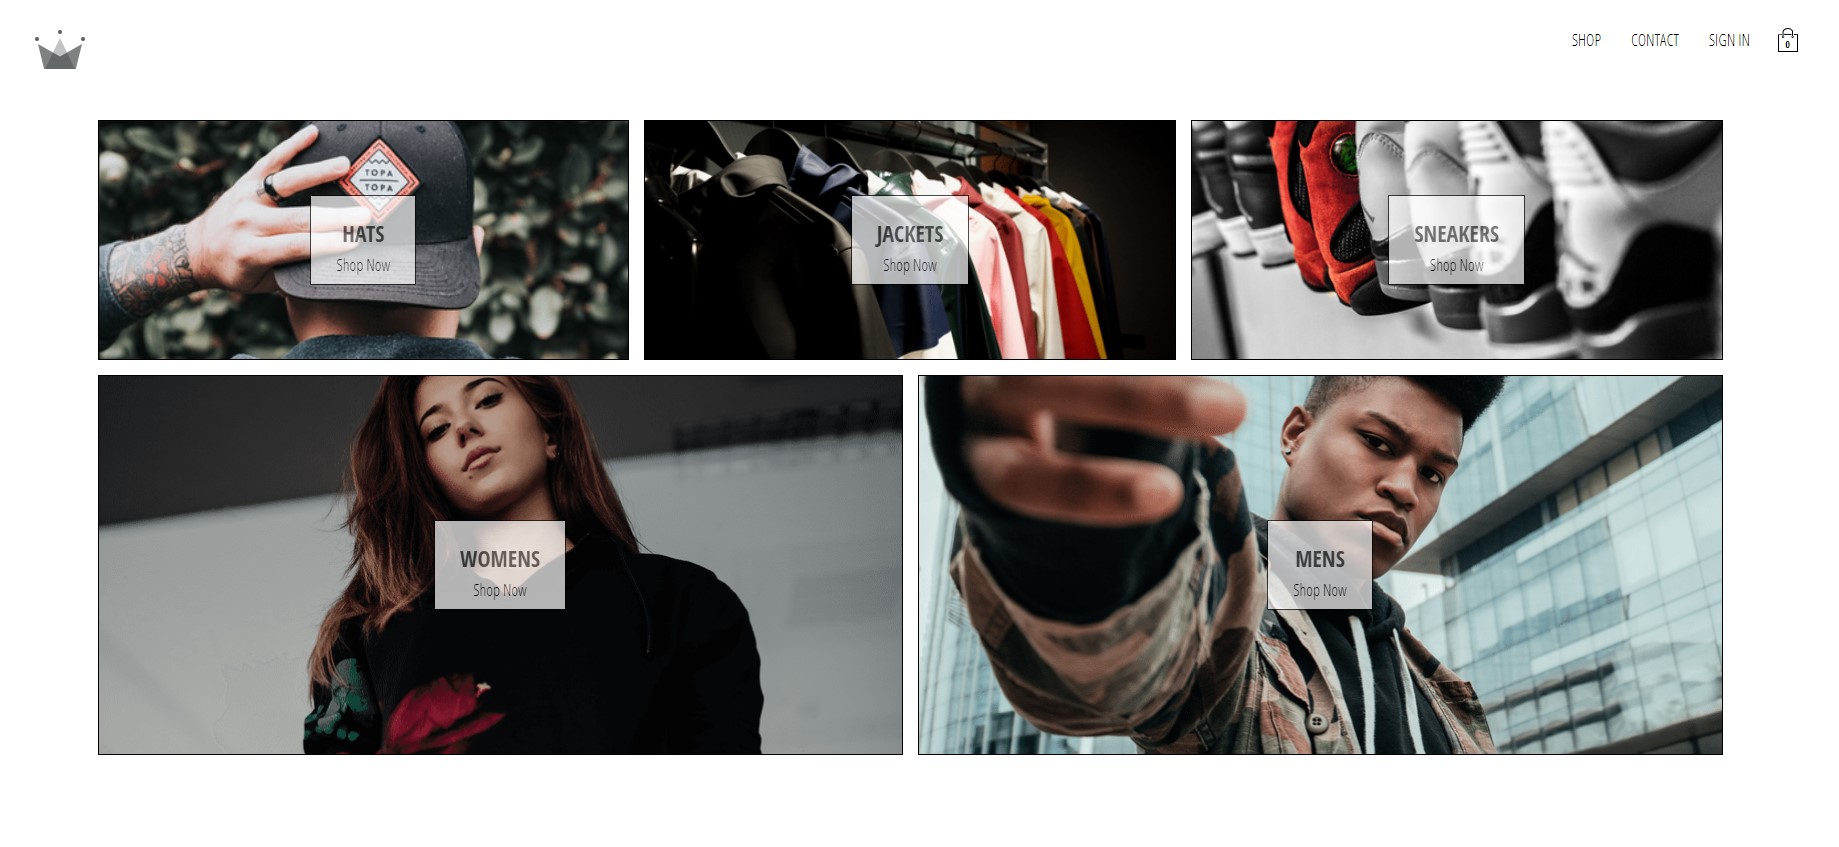 SHOP
CONTACT
SIGN IN
0
TOPA
TOPA
HATS
Shop Now
JACKETS
Shop Now
SNEAKERS
Shop Now
WOMENS
Shop Now
MENS
Shop Now